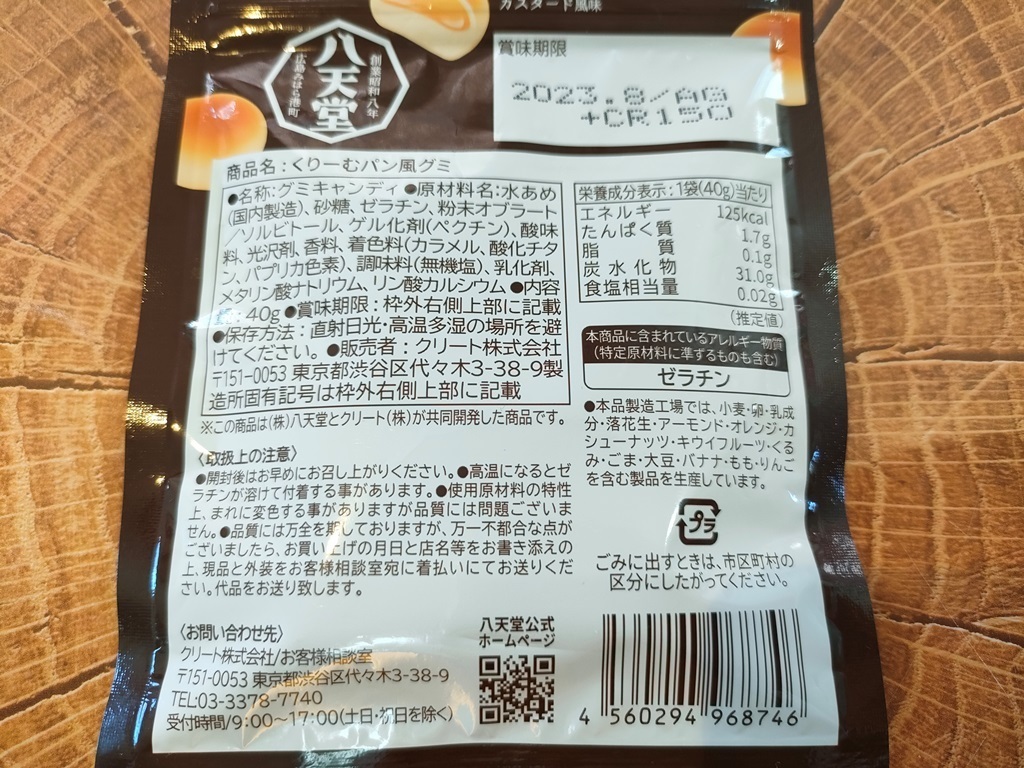 カスタード風味
八天堂
創業昭和八年
広島みはら港町
賞味期限
2023.8/A日
+CR150
商品名:くりーむパン風グミ
●名称:グミキャンディ ●原材料名:水あめ
(国内製造)、砂糖、ゼラチン、粉末オブラート
/ソルビトール、ゲル化剤(ペクチン)、酸味
料、光沢剤、香料、着色料(カラメル、酸化チタ
ン、パプリカ色素)、調味料(無機塩)、乳化剤、
メタリン酸ナトリウム、リン酸カルシウム ●内容
:40g ●賞味期限:枠外右側上部に記載
●保存方法:直射日光・高温多湿の場所を避
けてください。●販売者:クリート株式会社
〒151-0053 東京都渋谷区代々木3-38-9製
造所固有記号は枠外右側上部に記載
※この商品は(株)八天堂とクリート(株)が共同開発した商品です。
〈取扱上の注意〉
●開封後はお早めにお召し上がりください。●高温になるとゼ
ラチンが溶けて付着する事があります。●使用原材料の特性
上、まれに変色する事がありますが品質には問題ございま
せん。●品質には万全を期しておりますが、万一不都合な点が
ございましたら、お買い上げの月日と店名等をお書き添えの
上、現品と外装をお客様相談室宛に着払いにてお送りくだ
さい。代品をお送り致します。
〈お問い合わせ先〉
クリート株式会社/お客様相談室
〒151-0053 東京都渋谷区代々木3-38-9
TEL:03-3378-7740
受付時間/9:00〜17:00(土日・祝日を除く)
栄養成分表示:1袋(40g)当たり
エネルギー 125kcal
たんぱく質 1.7g
脂質 0.1g
炭水化物 31.0g
食塩相当量 0.02g
(推定値)
本商品に含まれているアレルギー物質
(特定原材料に準ずるものも含む)
ゼラチン
●本品製造工場では、小麦・卵・乳成
分・落花生・アーモンド・オレンジ・カ
シューナッツ・キウイフルーツ・くる
み・ごま・大豆・バナナ・もも・りんご
を含む製品を生産しています。
プラ
ごみに出すときは、市区町村の
区分にしたがってください。
八天堂公式
ホームページ
4 560294 968746